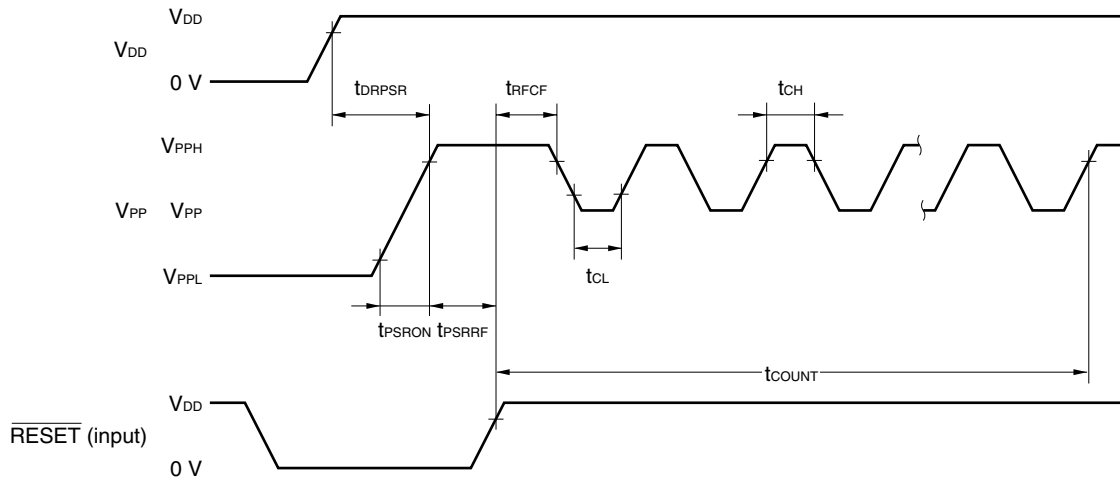 VDD
VDD
0 V
tDRPSR
tRFCF
tCH
VPPH
VPP VPP
VPPL
tCL
tPSRON tPSRRF
tCOUNT
VDD
RESET (input)
0 V